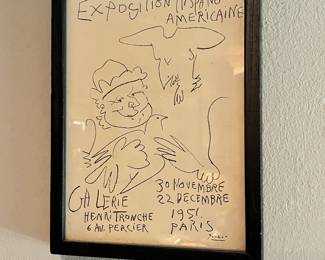 EXPOSITION HISPANO
AMERICAINE
GALERIE
HENRI TRONCHE
6 AV. PERCIER
30 NOVEMBRE
22 DECEMBRE
1951.
PARIS